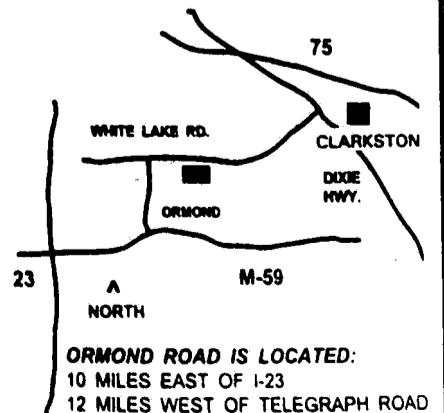 75
WHITE LAKE RD.
CLARKSTON
DIXIE
HWY.
ORMOND
23
M-59
^
NORTH
ORMOND ROAD IS LOCATED:
10 MILES EAST OF I-23
12 MILES WEST OF TELEGRAPH ROAD